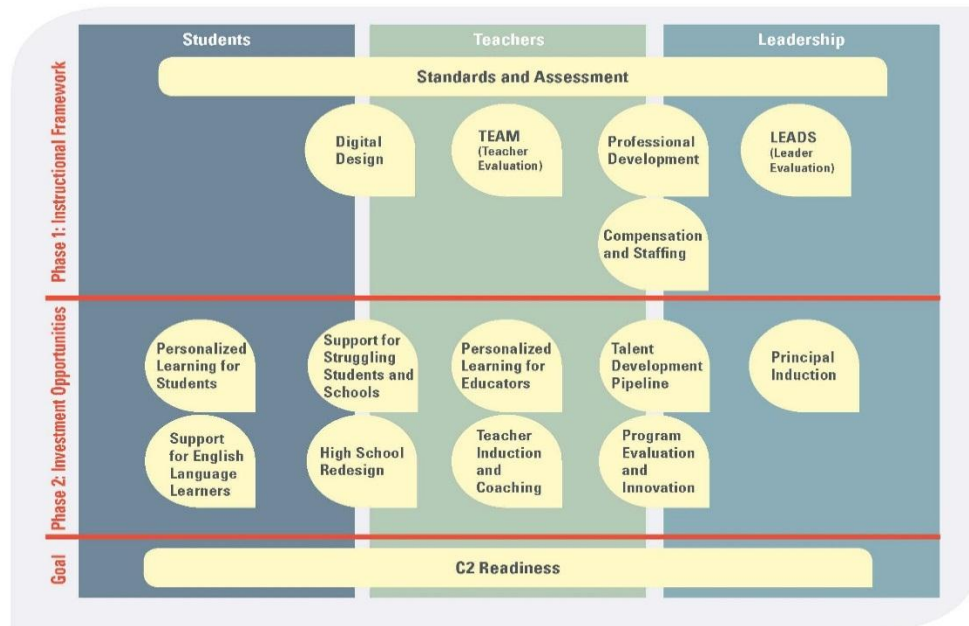 Students
Teachers
Leadership
Phase 1: Instructional Framework
Standards and Assessment
Digital
Design
TEAM
(Teacher
Evaluation)
Professional
Development
LEADS
(Leader
Evaluation)
Compensation
and Staffing
Phase 2: Investment Opportunities
Personalized
Learning for
Students
Support for
Struggling
Students and
Schools
Personalized
Learning for
Educators
Talent
Development
Pipeline
Principal
Induction
Support
for English
Language
Learners
High School
Redesign
Teacher
Induction
and
Coaching
Program
Evaluation
and
Innovation
Goal
C2 Readiness